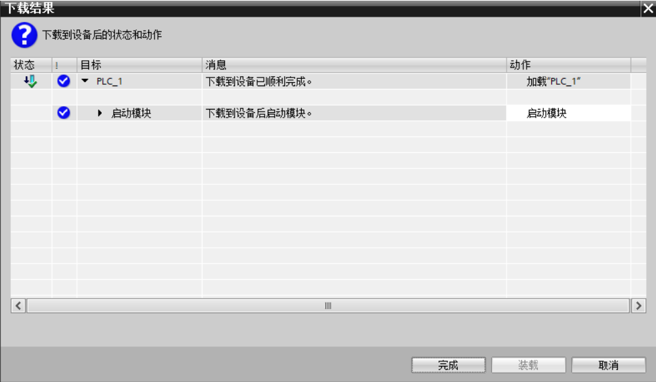 下载结果
下载到设备后的状态和动作
状态 ! 目标 消息 动作
PLC_1 下载到设备已顺利完成。 加载“PLC_1”
启动模块 下载到设备后启动模块。 启动模块
完成 装载 取消